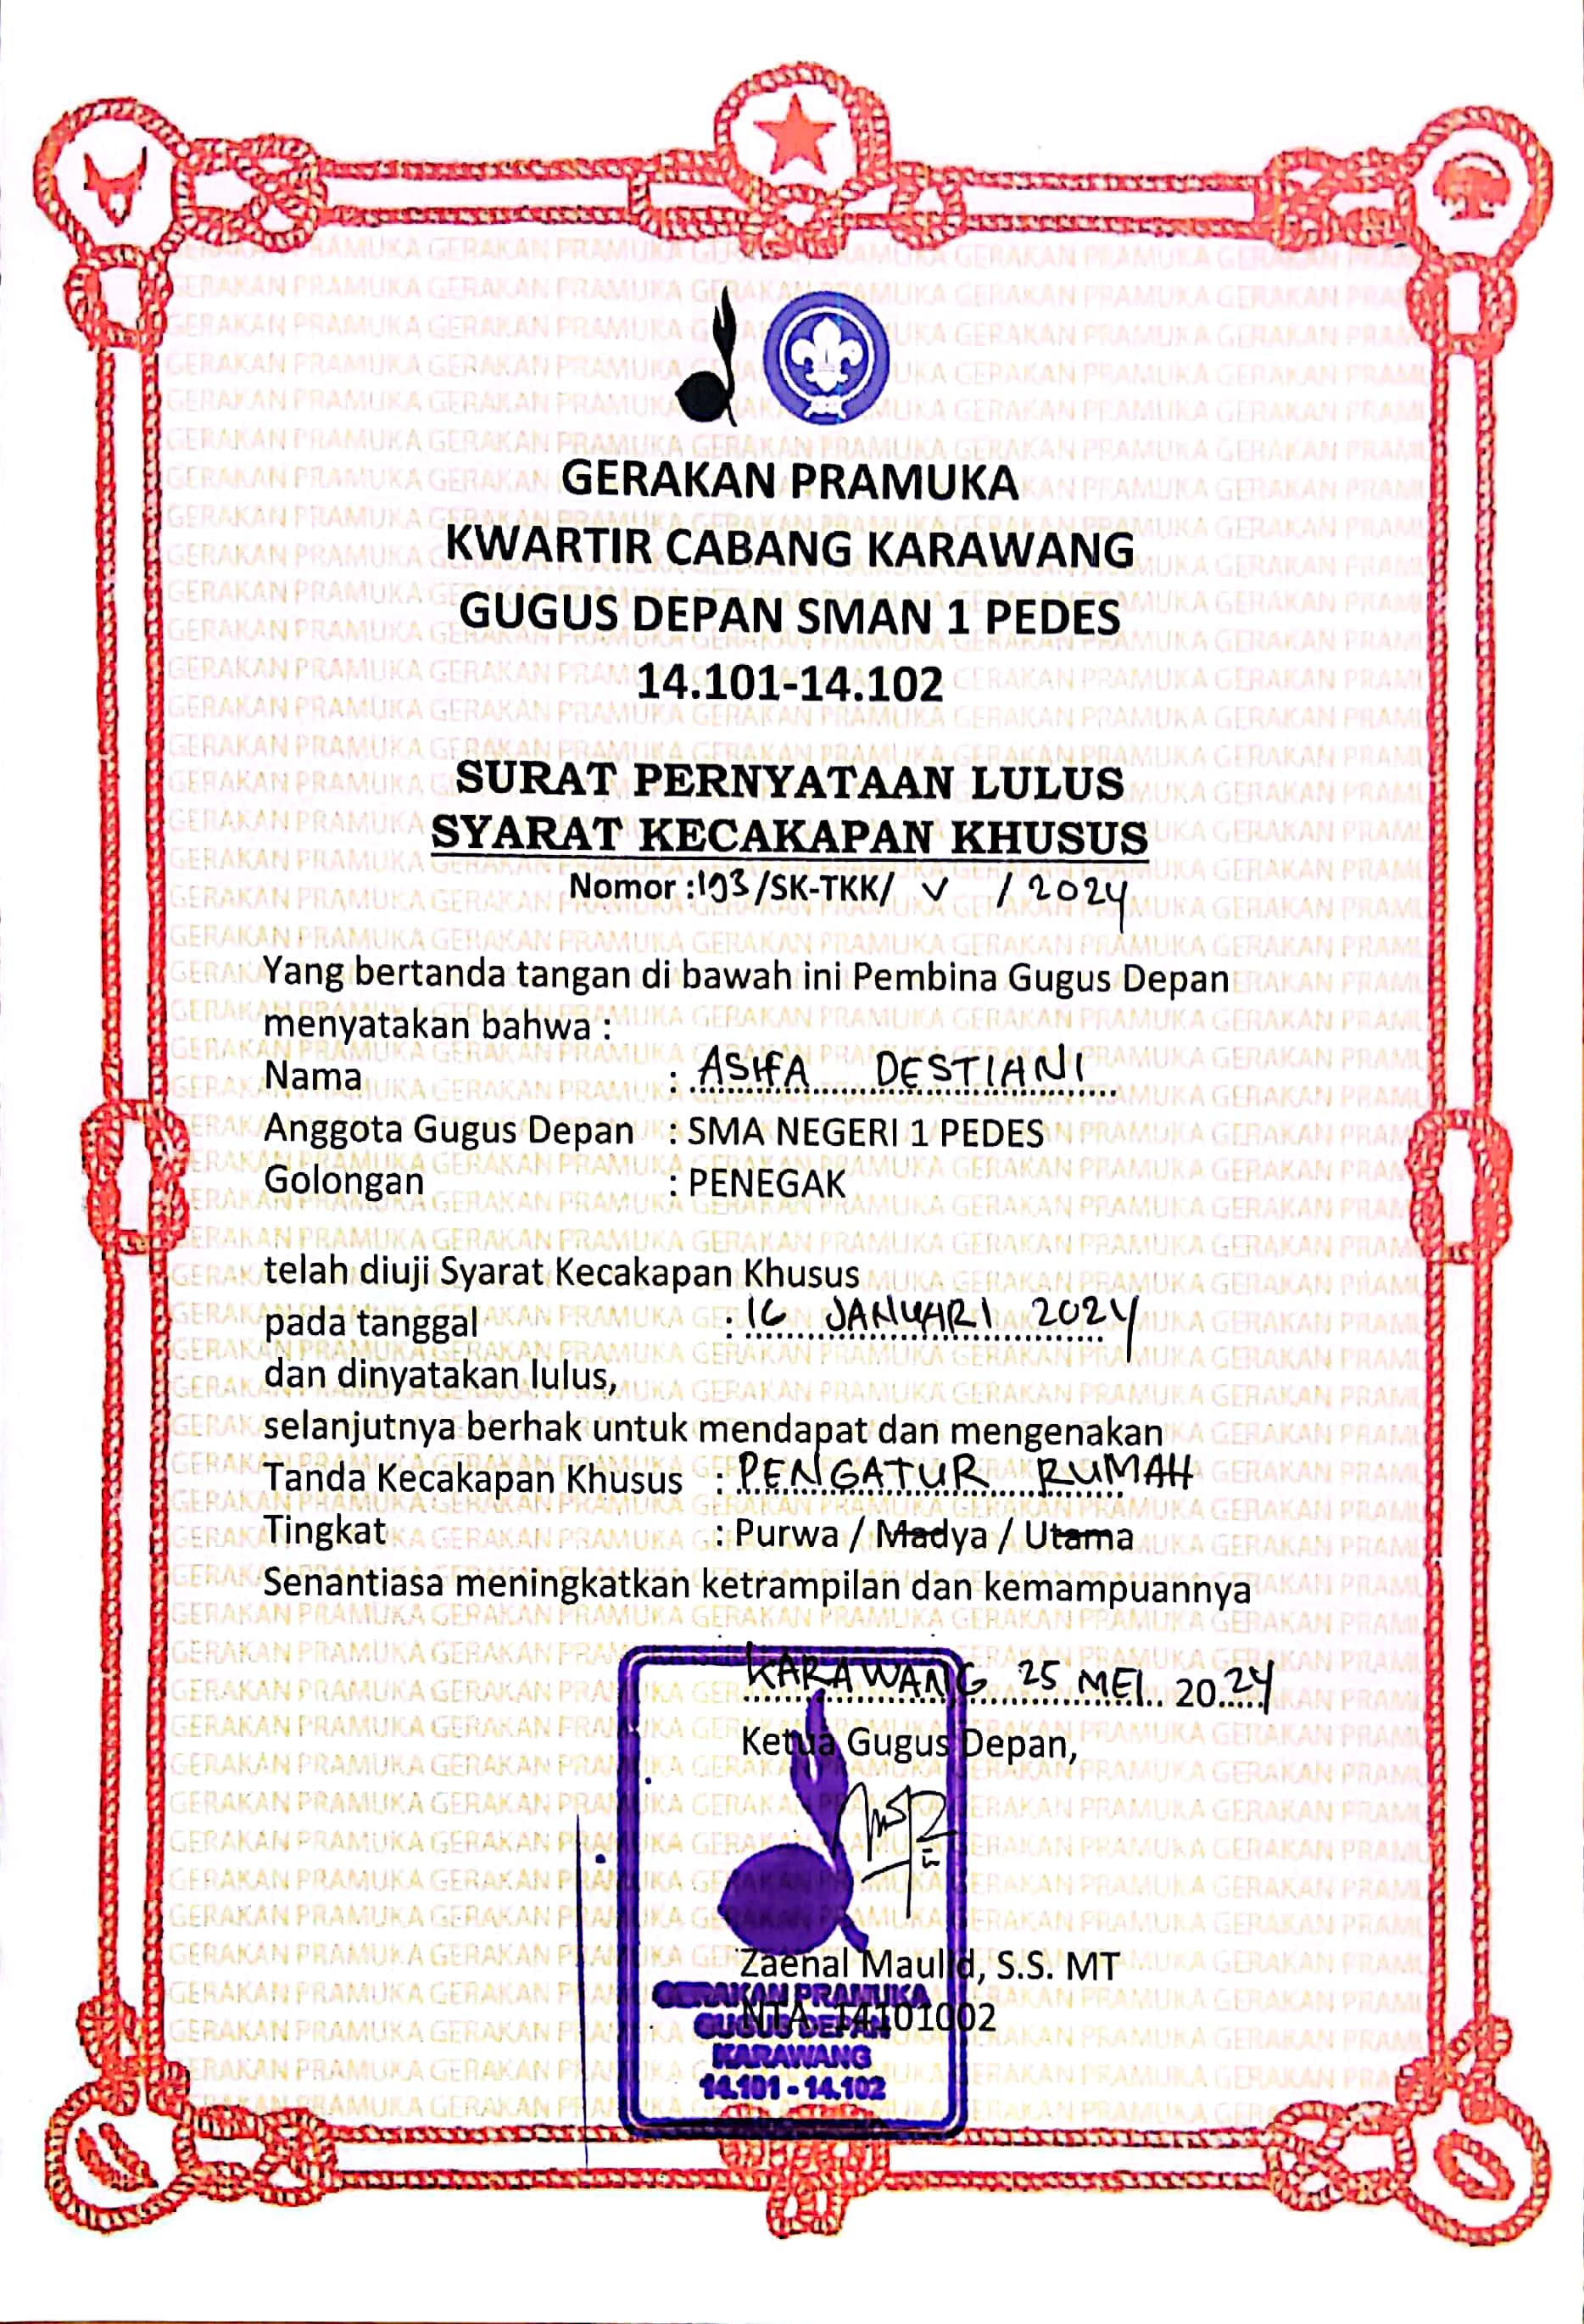 GERAKAN PRAMUKA
KWARTIR CABANG KARAWANG
GUGUS DEPAN SMAN 1 PEDES
14.101-14.102
SURAT PERNYATAAN LULUS
SYARAT KECAKAPAN KHUSUS
Nomor : 193/SK-TKK/ V / 2024
Yang bertanda tangan di bawah ini Pembina Gugus Depan
menyatakan bahwa :
Nama : ASIFA DESTIANI
Anggota Gugus Depan : SMA NEGERI 1 PEDES
Golongan : PENEGAK
telah diuji Syarat Kecakapan Khusus
pada tanggal : 16 JANUARI 2024
dan dinyatakan lulus,
selanjutnya berhak untuk mendapat dan mengenakan
Tanda Kecakapan Khusus : PENGATUR RUMAH
Tingkat : Purwa / Madya / Utama
Senantiasa meningkatkan ketrampilan dan kemampuannya
KARAWANG 25 MEI 2024
Ketua Gugus Depan,
Zaenal Maulid, S.S. MT
NTA. 14101002
GERAKAN PRAMUKA
GUGUS DEPAN
KARAWANG
14.101 - 14.102